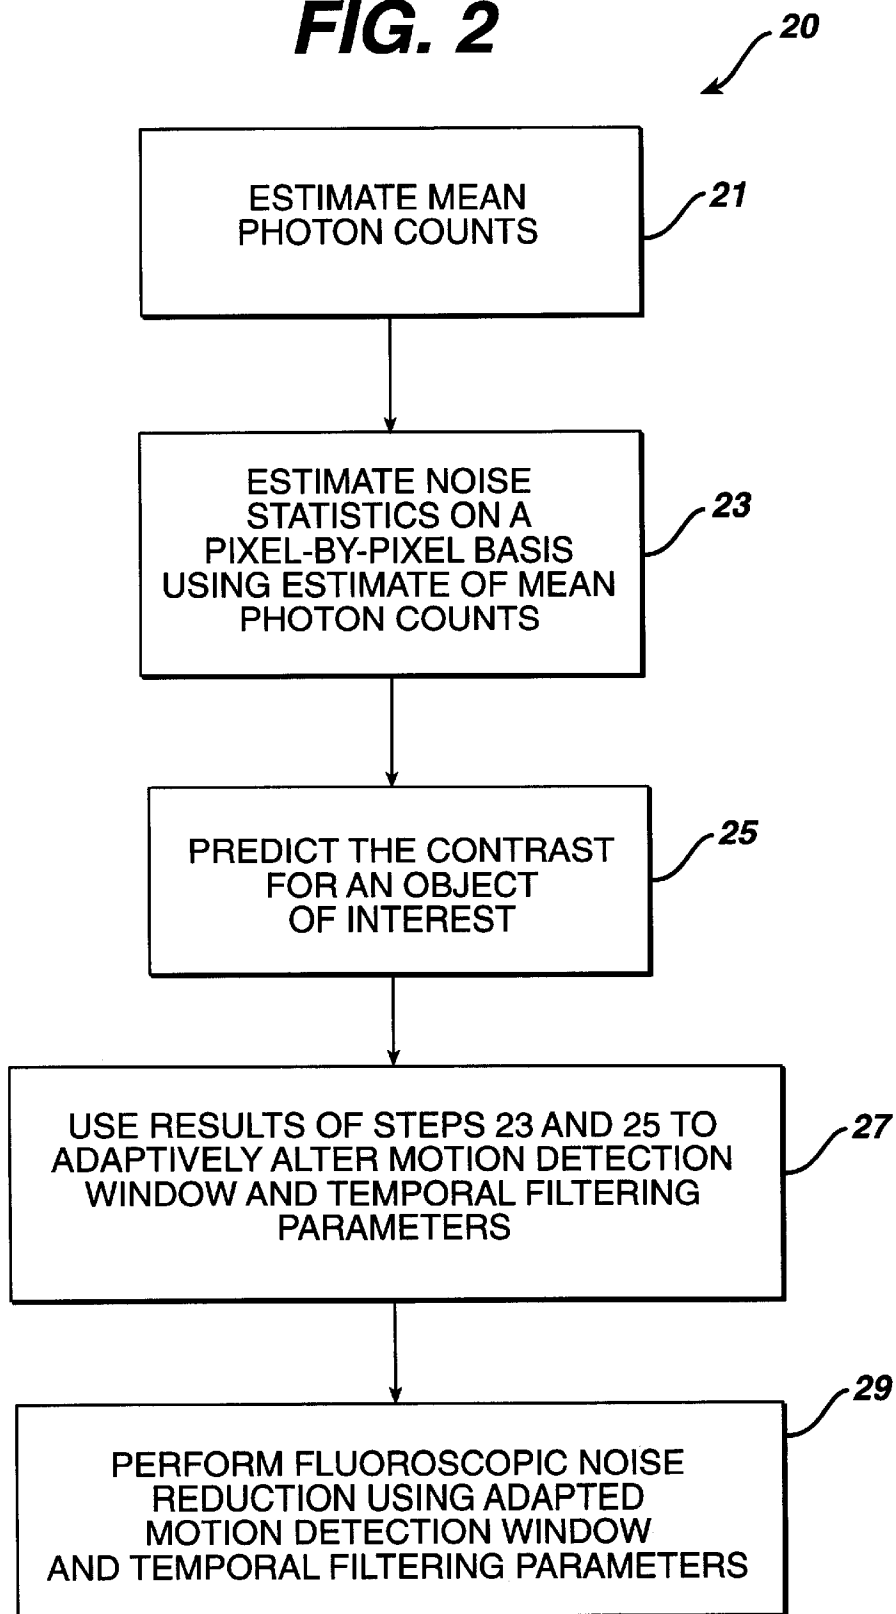 FIG. 2
20
ESTIMATE MEAN
PHOTON COUNTS
21
ESTIMATE NOISE
STATISTICS ON A
PIXEL-BY-PIXEL BASIS
USING ESTIMATE OF MEAN
PHOTON COUNTS
23
PREDICT THE CONTRAST
FOR AN OBJECT
OF INTEREST
25
USE RESULTS OF STEPS 23 AND 25 TO
ADAPTIVELY ALTER MOTION DETECTION
WINDOW AND TEMPORAL FILTERING
PARAMETERS
27
PERFORM FLUOROSCOPIC NOISE
REDUCTION USING ADAPTED
MOTION DETECTION WINDOW
AND TEMPORAL FILTERING PARAMETERS
29